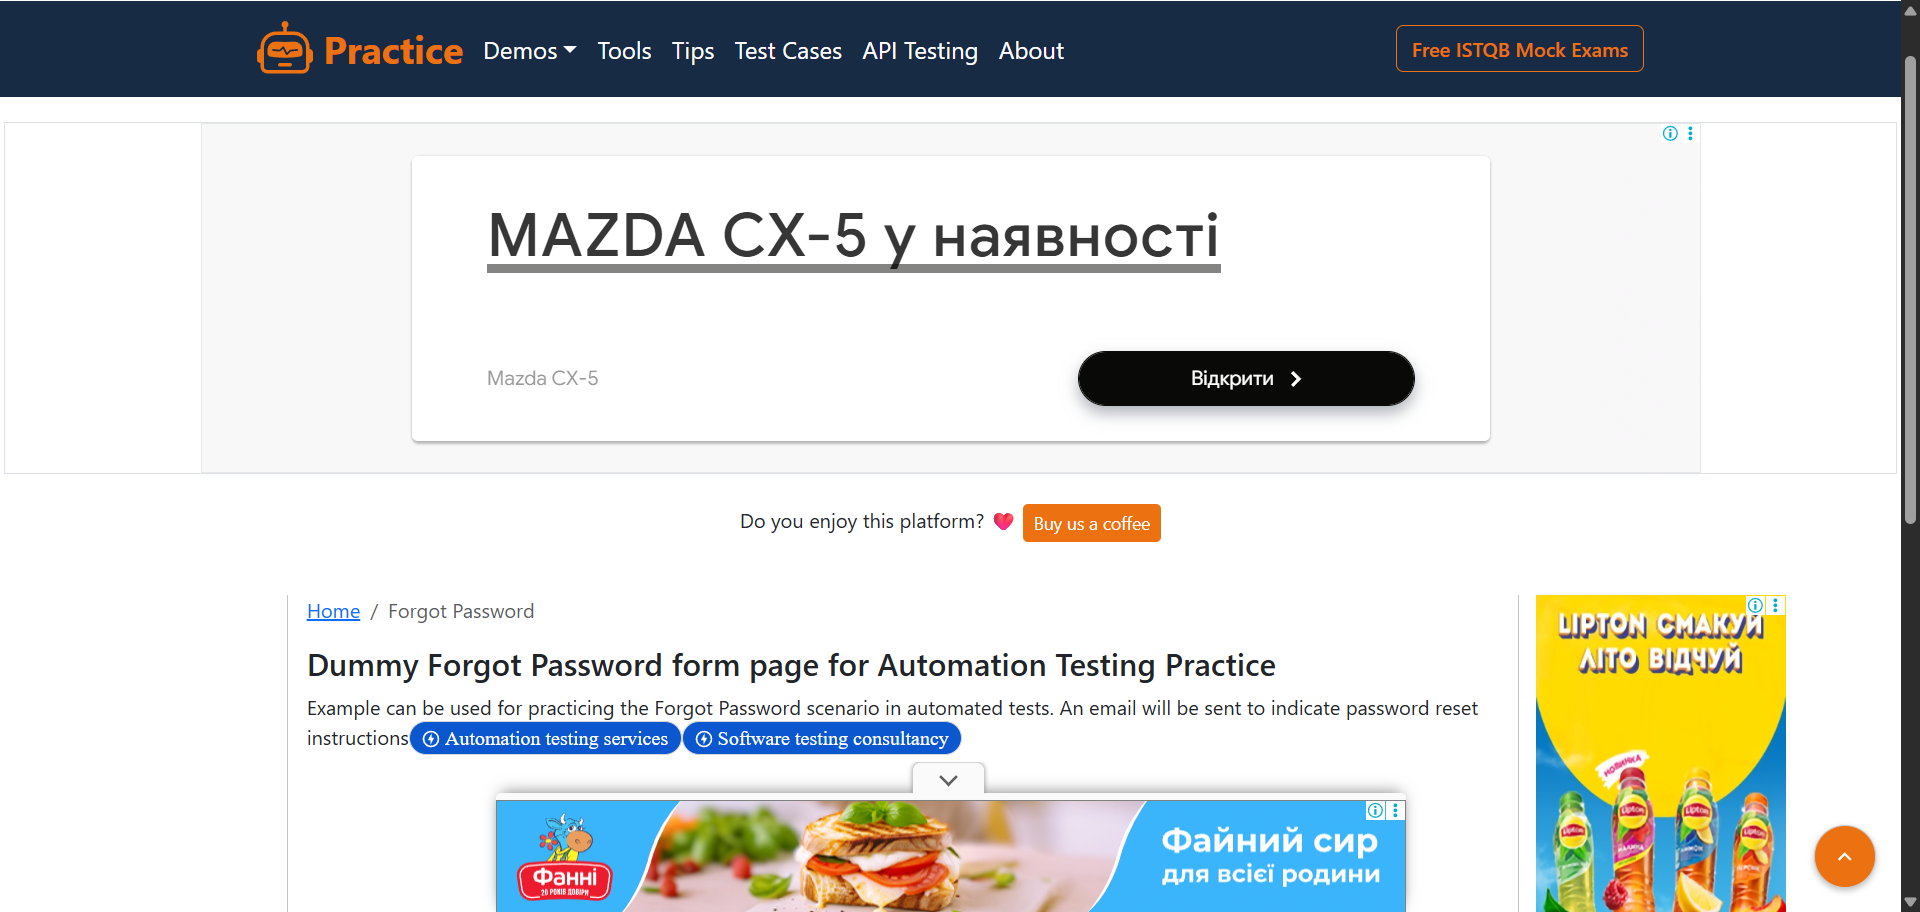 Practice Demos Tools Tips Test Cases API Testing About Free ISTQB Mock Exams
MAZDA CX-5 у наявності
Mazda CX-5
Відкрити
Do you enjoy this platform? Buy us a coffee
Home / Forgot Password
Dummy Forgot Password form page for Automation Testing Practice
Example can be used for practicing the Forgot Password scenario in automated tests. An email will be sent to indicate password reset
instructions Automation testing services Software testing consultancy
LIPTON СМАКУЙ
ЛІТО ВІДЧУЙ
НОВИНКА
Lipton
Lipton
Lipton
Lipton
Фанні
20 РОКІВ ДОВІРИ
Файний сир
для всієї родини